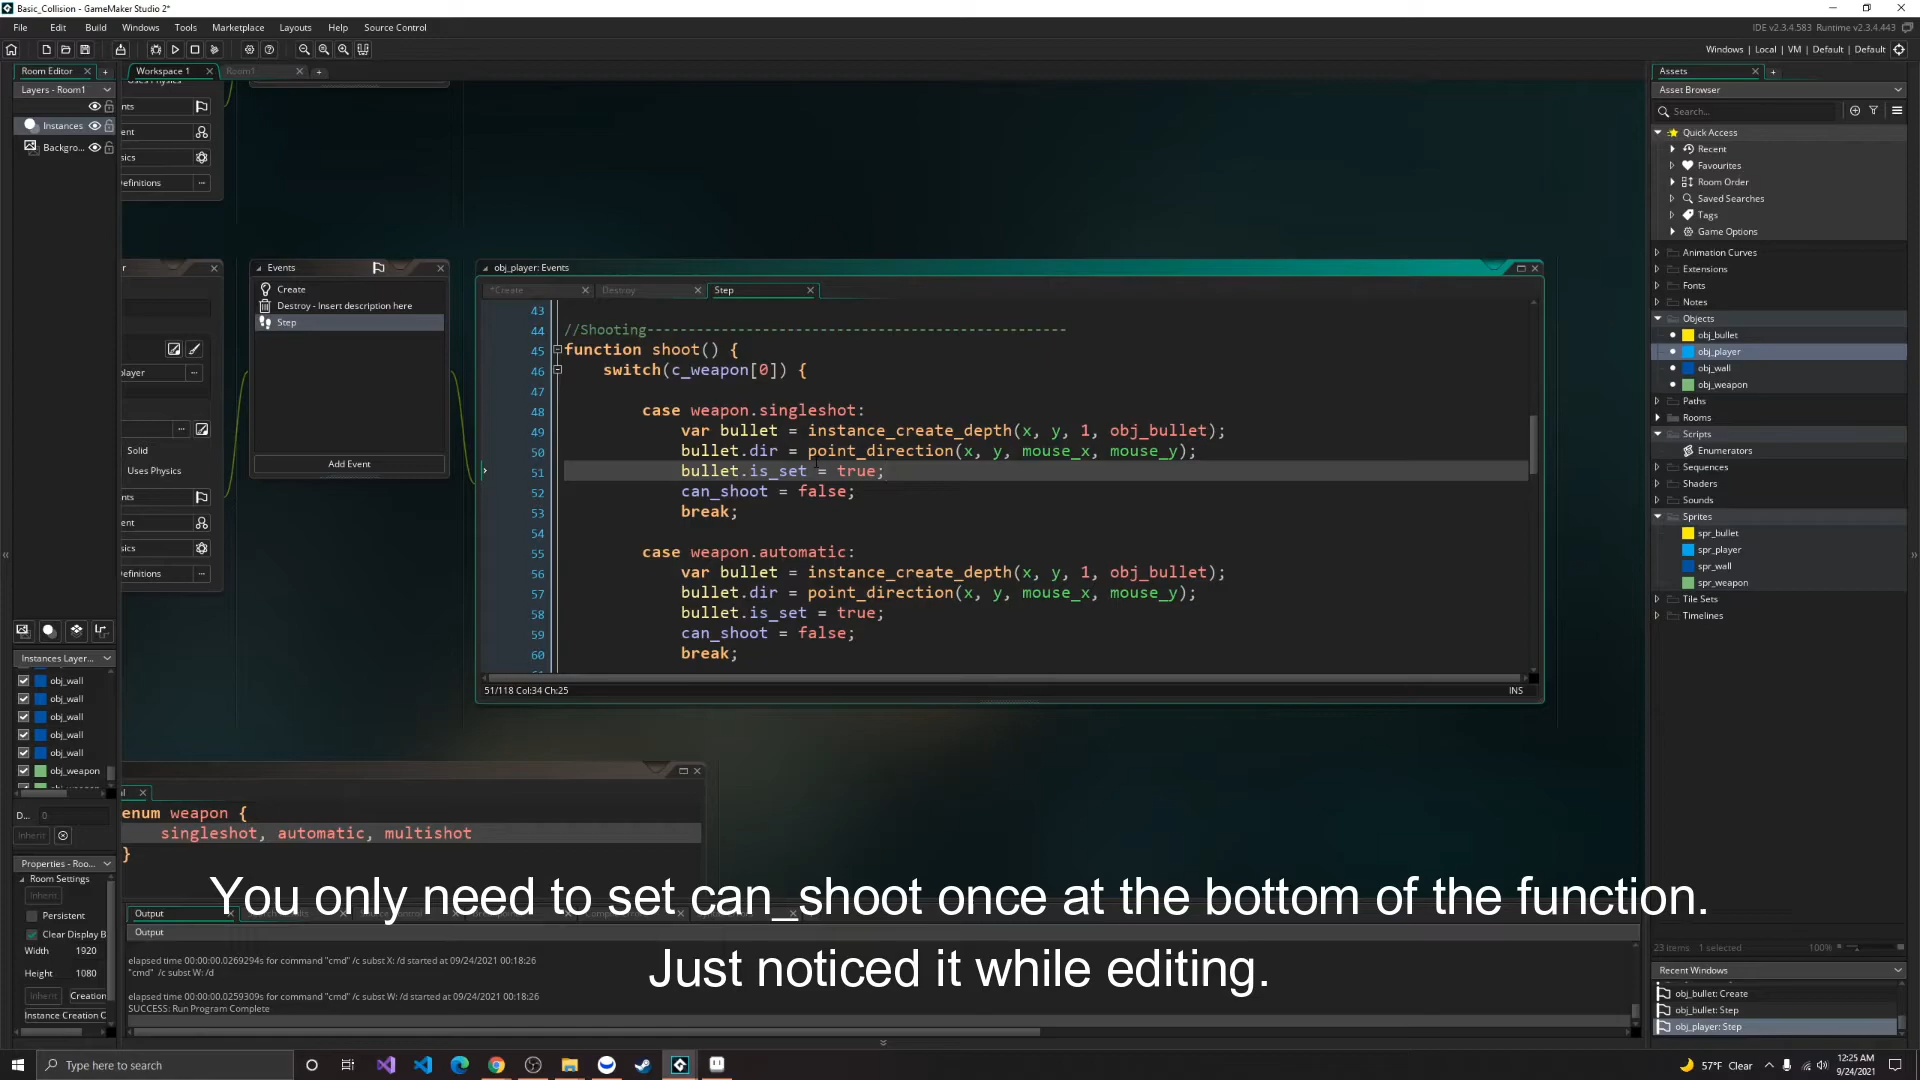 Basic_Collision - GameMaker Studio 2*
File Edit Build Windows Tools Marketplace Layouts Help Source Control
IDE v2.3.4.583 Runtime v2.3.4.443
Windows | Local | VM | Default | Default
Room Editor
Workspace 1
Room1
Layers - Room1
Instances
Backgro...
Events
Create
Destroy - Insert description here
Step
Add Event
Solid
Uses Physics
obj_player: Events
*Create
Destroy
Step
43
44 //Shooting---------------------------------------------------
45 function shoot() {
46 switch(c_weapon[0]) {
47
48 case weapon.singleshot:
49 var bullet = instance_create_depth(x, y, 1, obj_bullet);
50 bullet.dir = point_direction(x, y, mouse_x, mouse_y);
51 bullet.is_set = true;
52 can_shoot = false;
53 break;
54
55 case weapon.automatic:
56 var bullet = instance_create_depth(x, y, 1, obj_bullet);
57 bullet.dir = point_direction(x, y, mouse_x, mouse_y);
58 bullet.is_set = true;
59 can_shoot = false;
60 break;
51/118 Col:34 Ch:25
INS
enum weapon {
singleshot, automatic, multishot
}
You only need to set can_shoot once at the bottom of the function.
Just noticed it while editing.
Instances Layer...
obj_wall
obj_wall
obj_wall
obj_wall
obj_wall
obj_weapon
D... 0
Inherit
Properties - Roo...
Room Settings
Inherit
Persistent
Clear Display B
Width 1920
Height 1080
Inherit Creation
Instance Creation C
Output
Output
elapsed time 00:00:00.0269294s for command "cmd" /c subst X: /d started at 09/24/2021 00:18:26
"cmd" /c subst W: /d
elapsed time 00:00:00.0259309s for command "cmd" /c subst W: /d started at 09/24/2021 00:18:26
SUCCESS: Run Program Complete
Assets
Asset Browser
Search...
Quick Access
Recent
Favourites
Room Order
Saved Searches
Tags
Game Options
Animation Curves
Extensions
Fonts
Notes
Objects
obj_bullet
obj_player
obj_wall
obj_weapon
Paths
Rooms
Scripts
Enumerators
Sequences
Shaders
Sounds
Sprites
spr_bullet
spr_player
spr_wall
spr_weapon
Tile Sets
Timelines
23 items 1 selected 100%
Recent Windows
obj_bullet: Create
obj_bullet: Step
obj_player: Step
Type here to search
57°F Clear
12:25 AM
9/24/2021